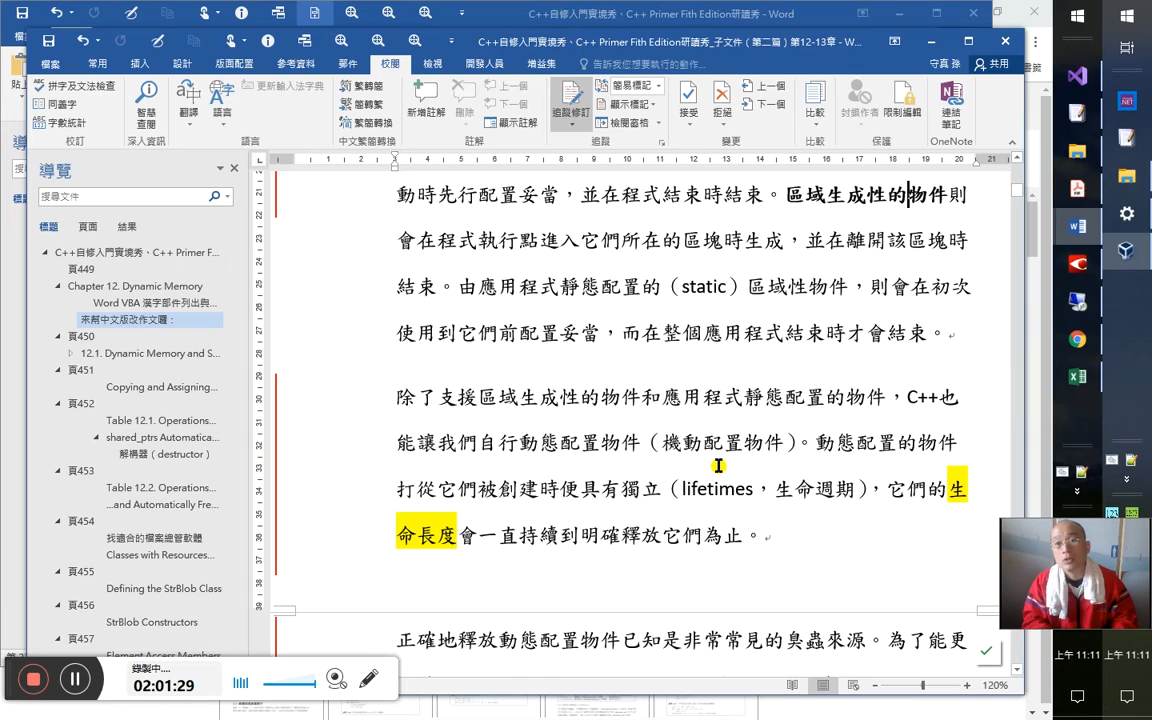 C++自修入門實境秀、C++ Primer Fith Edition研讀秀 - Word
C++自修入門實境秀、C++ Primer Fith Edition研讀秀_子文件（第二篇）第12-13章 - W...
檔案 常用 插入 設計 版面配置 參考資料 郵件 校閱 檢視 開發人員 增益集 告訴我您想要執行的動作... 守真 孫 共用
拼字及文法檢查
同義字
字數統計
校訂
智慧查閱
深入資訊
翻譯 語言
更新輸入法字典
語言
繁轉簡
簡轉繁
繁簡轉換
中文繁簡轉換
新增註解 刪除
上一個
下一個
顯示註解
註解
追蹤修訂
簡易標記
顯示標記
檢閱窗格
追蹤
接受 拒絕
上一個
下一個
變更
比較
比較
封鎖作者 限制編輯
保護
連結筆記
OneNote
導覽
搜尋文件
標題 頁面 結果
C++自修入門實境秀、C++ Primer F...
頁449
Chapter 12. Dynamic Memory
Word VBA 漢字部件列出與...
來幫中文版改作文囉：
頁450
12.1. Dynamic Memory and S...
頁451
Copying and Assigning...
頁452
Table 12.1. Operations...
shared_ptrs Automatica...
解構器（destructor）
頁453
Table 12.2. Operations...
...and Automatically Fre...
頁454
找適合的檔案總管軟體
Classes with Resources...
頁455
Defining the StrBlob Class
頁456
StrBlob Constructors
頁457
Element Access Members
動時先行配置妥當，並在程式結束時結束。區域生成性的物件則
會在程式執行點進入它們所在的區塊時生成，並在離開該區塊時
結束。由應用程式靜態配置的（static）區域性物件，則會在初次
使用到它們前配置妥當，而在整個應用程式結束時才會結束。
除了支援區域生成性的物件和應用程式靜態配置的物件，C++也
能讓我們自行動態配置物件（機動配置物件）。動態配置的物件
打從它們被創建時便具有獨立（lifetimes，生命週期），它們的生
命長度會一直持續到明確釋放它們為止。
正確地釋放動態配置物件已知是非常常見的臭蟲來源。為了能更
錄製中....
02:01:29
120%
上午 11:11 上午 11:11